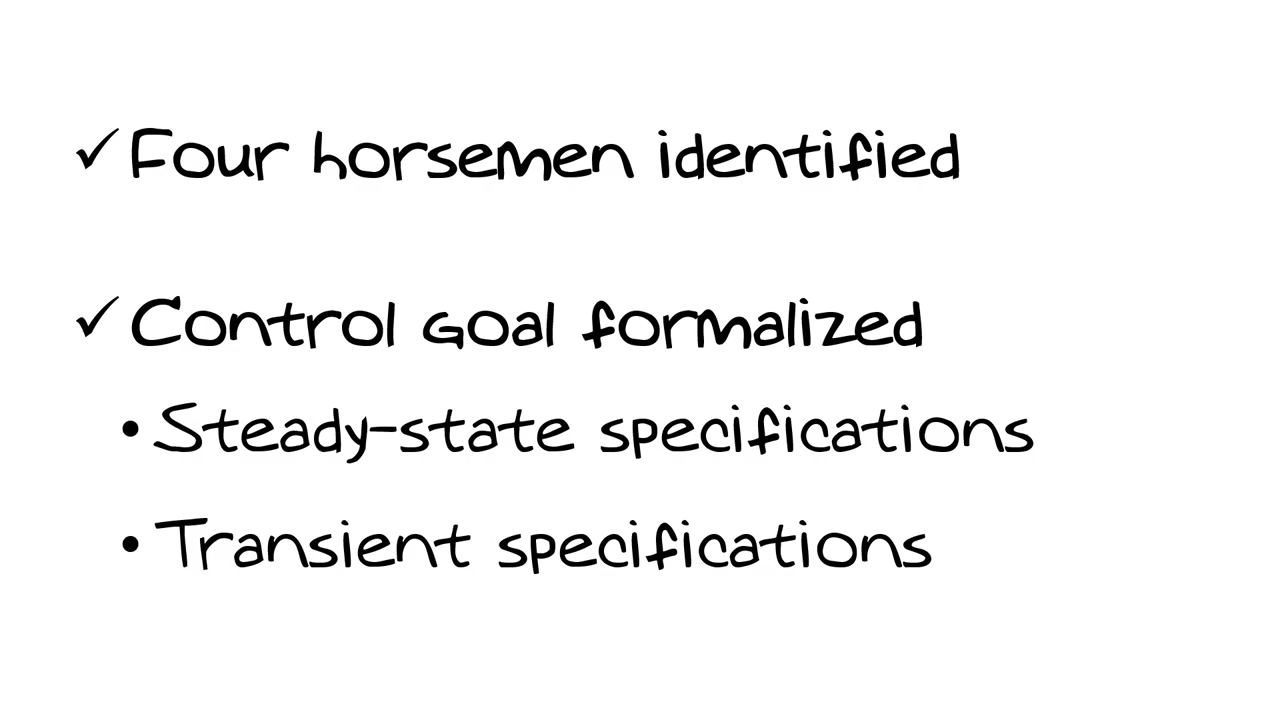 ✓ Four horsemen identified
✓ Control Goal formalized
• Steady-state specifications
• Transient specifications